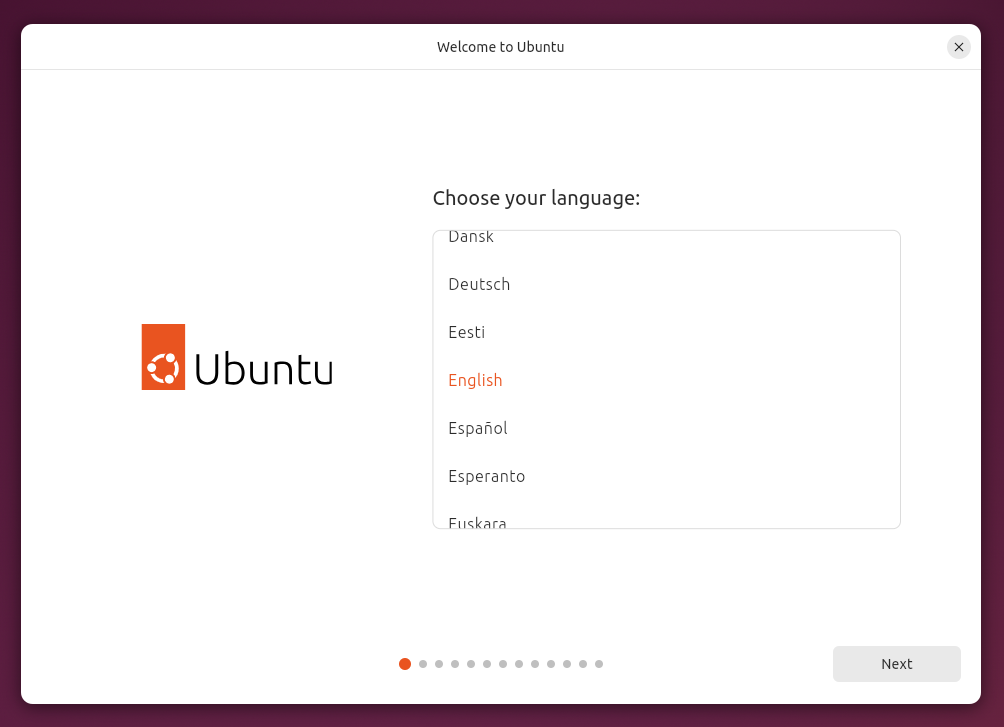 Welcome to Ubuntu
Choose your language:
Dansk
Deutsch
Eesti
English
Español
Esperanto
Euskara
Ubuntu
Next